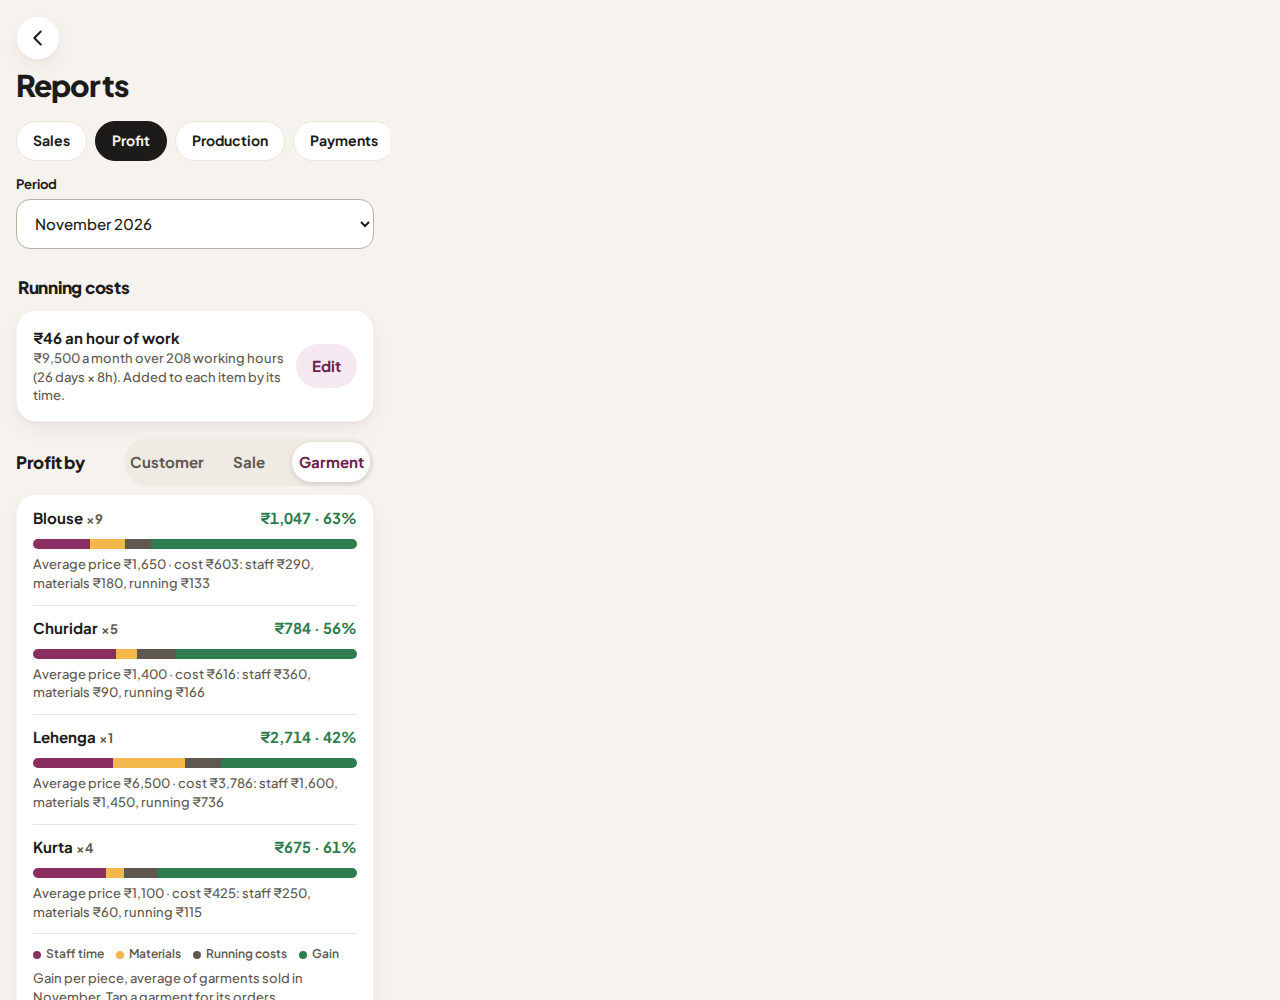 Reports
Sales Profit Production Payments
Period
November 2026
Running costs
₹46 an hour of work
₹9,500 a month over 208 working hours
(26 days × 8h). Added to each item by its
time.
Edit
Profit by Customer Sale Garment
Blouse ×9 ₹1,047 · 63%
Average price ₹1,650 · cost ₹603: staff ₹290,
materials ₹180, running ₹133
Churidar ×5 ₹784 · 56%
Average price ₹1,400 · cost ₹616: staff ₹360,
materials ₹90, running ₹166
Lehenga ×1 ₹2,714 · 42%
Average price ₹6,500 · cost ₹3,786: staff ₹1,600,
materials ₹1,450, running ₹736
Kurta ×4 ₹675 · 61%
Average price ₹1,100 · cost ₹425: staff ₹250,
materials ₹60, running ₹115
Staff time Materials Running costs Gain
Gain per piece, average of garments sold in
November. Tap a garment for its orders